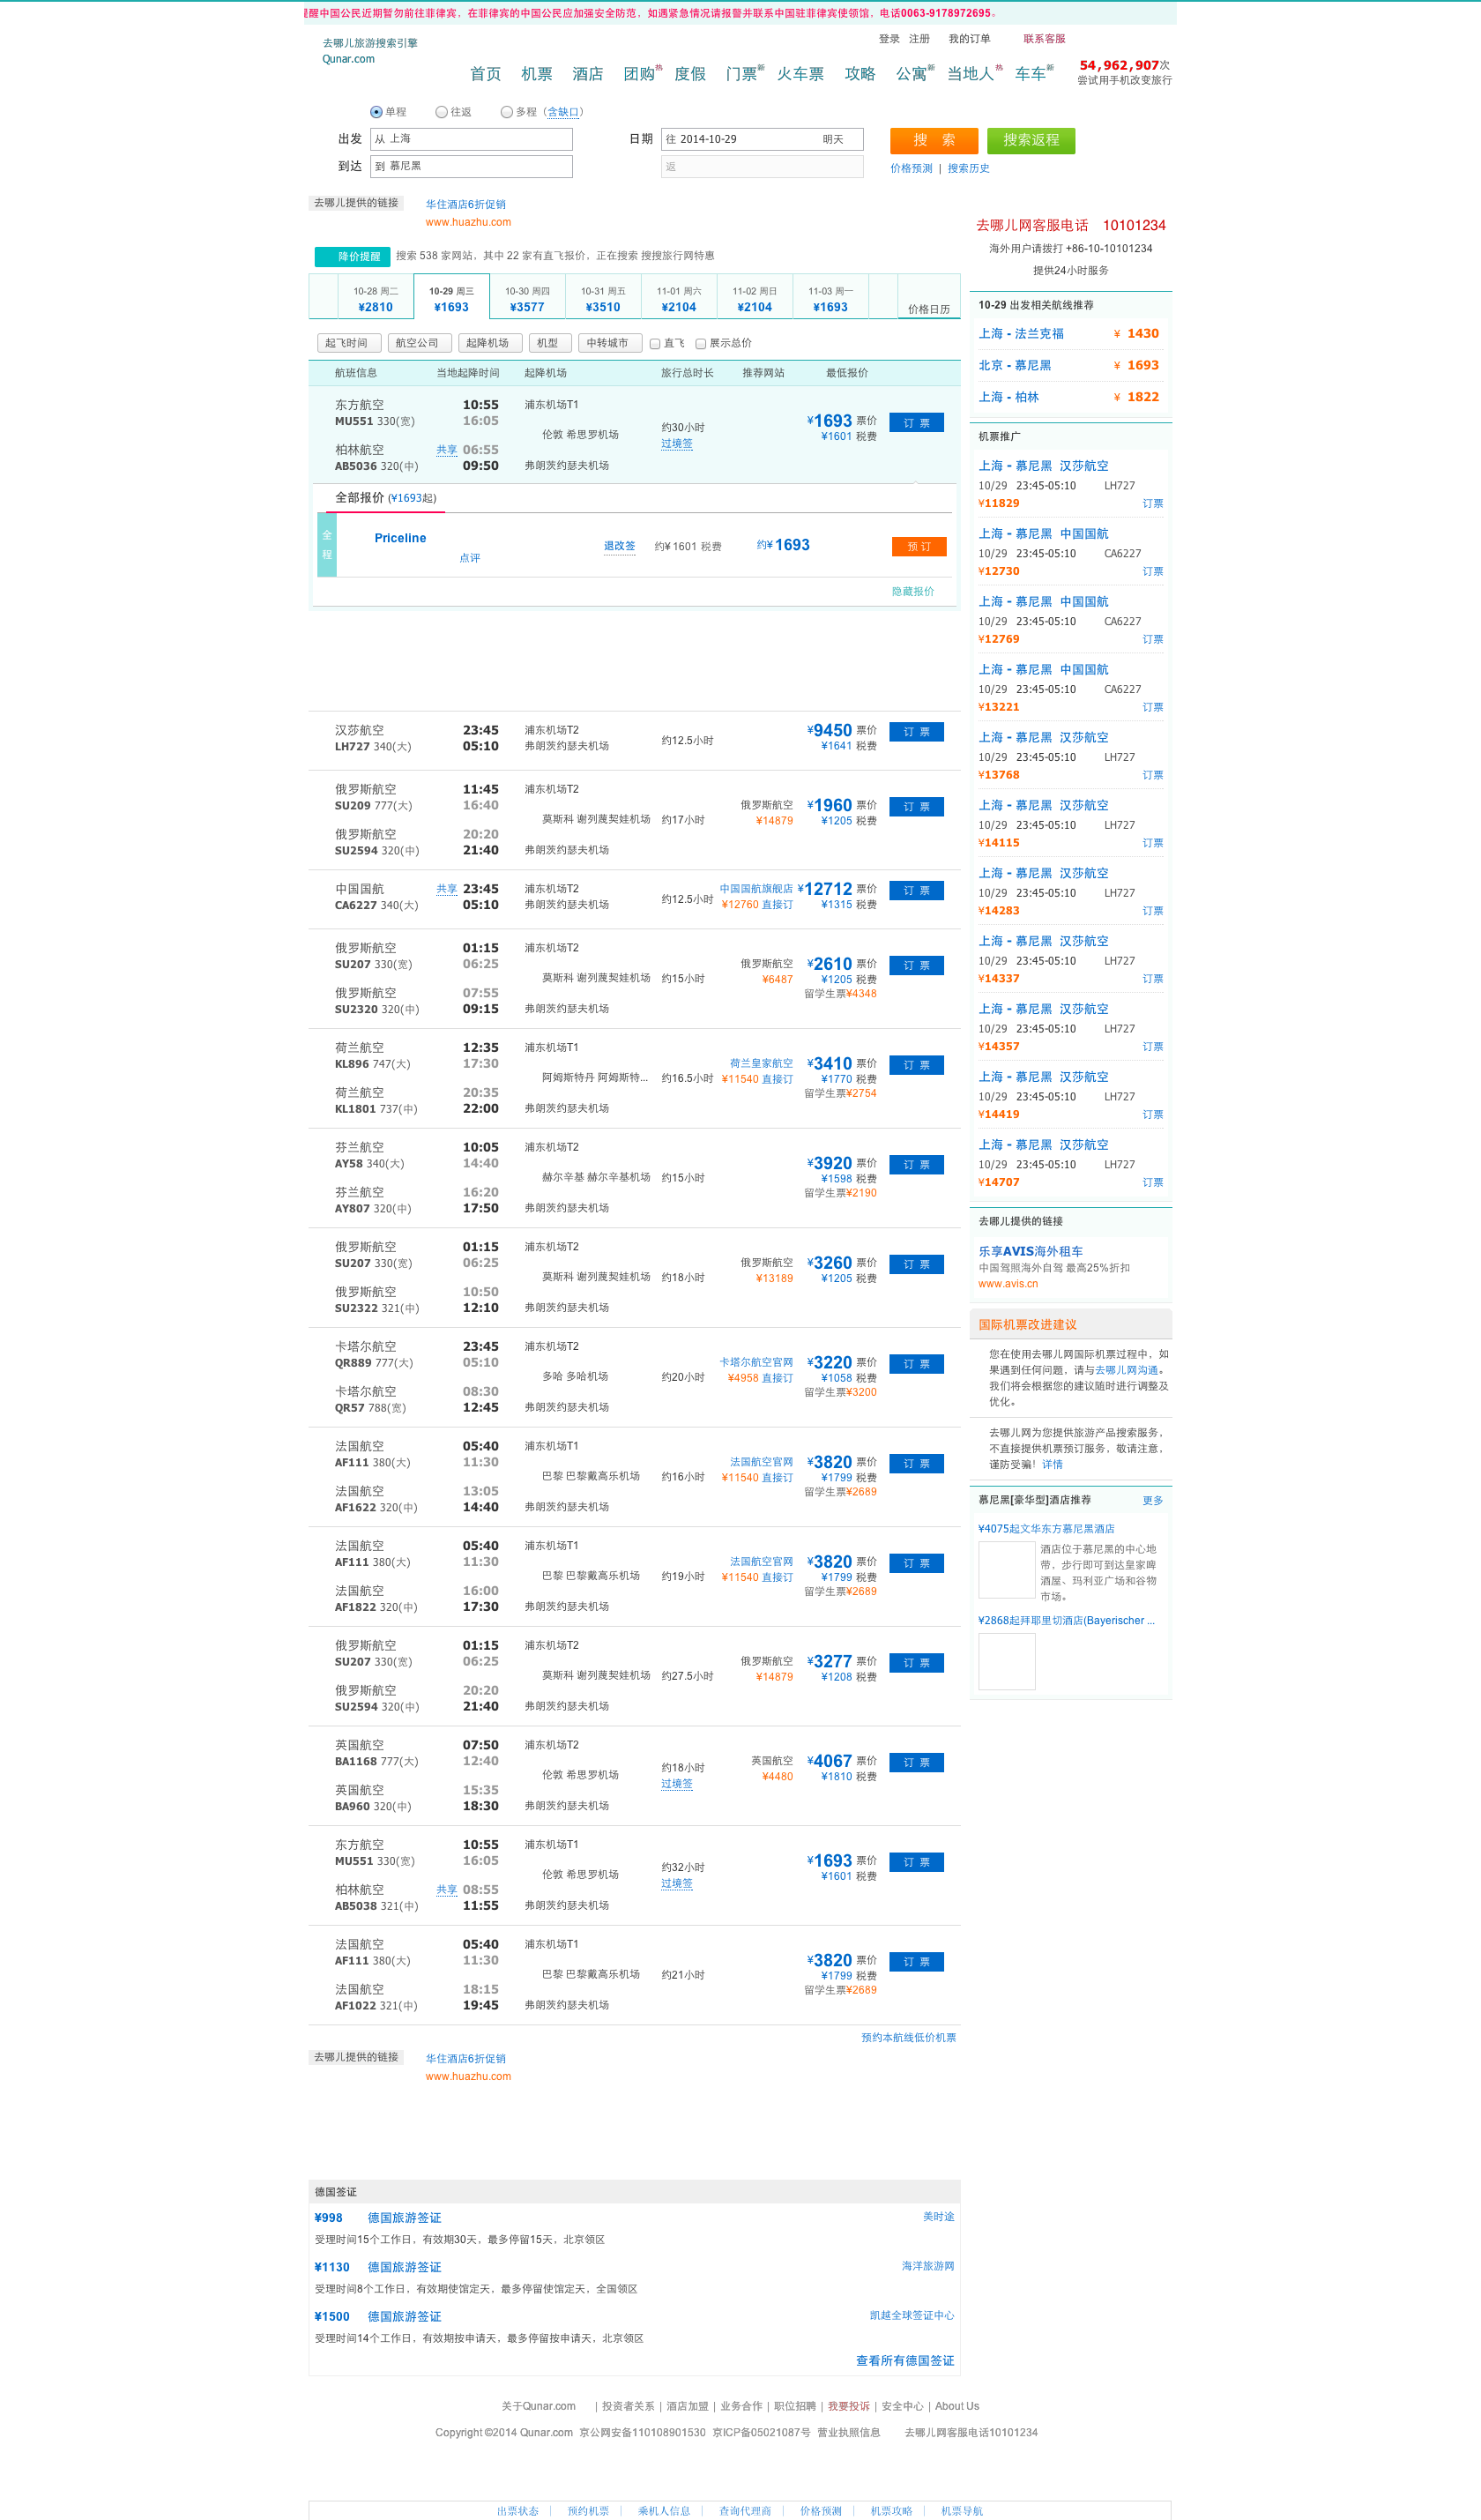 提醒中国公民近期暂勿前往菲律宾，在菲律宾的中国公民应加强安全防范，如遇紧急情况请报警并联系中国驻菲律宾使领馆，电话0063-9178972695。
去哪儿旅游搜索引擎
Qunar.com
登录 注册 我的订单 联系客服
首页 机票 酒店 团购热 度假 门票新 火车票 攻略 公寓新 当地人热 车车新
54,962,907次
尝试用手机改变旅行
单程 往返 多程（含缺口）
出发 从 上海 日期 往 2014-10-29 明天 搜 索 搜索返程
到达 到 慕尼黑 返 价格预测 | 搜索历史
去哪儿提供的链接 华住酒店6折促销
www.huazhu.com
降价提醒 搜索 538 家网站，其中 22 家有直飞报价，正在搜索 搜搜旅行网特惠
10-28 周二 10-29 周三 10-30 周四 10-31 周五 11-01 周六 11-02 周日 11-03 周一
¥2810 ¥1693 ¥3577 ¥3510 ¥2104 ¥2104 ¥1693 价格日历
起飞时间 航空公司 起降机场 机型 中转城市 直飞 展示总价
航班信息 当地起降时间 起降机场 旅行总时长 推荐网站 最低报价
东方航空 10:55 浦东机场T1
MU551 330(宽) 16:05 ¥1693 票价 订 票
伦敦 希思罗机场 约30小时 ¥1601 税费
柏林航空 共享 06:55 过境签
AB5036 320(中) 09:50 弗朗茨约瑟夫机场
全部报价 (¥1693起)
全程 Priceline 点评 退改签 约¥ 1601 税费 约¥ 1693 预 订
隐藏报价
汉莎航空 23:45 浦东机场T2 ¥9450 票价 订 票
LH727 340(大) 05:10 弗朗茨约瑟夫机场 约12.5小时 ¥1641 税费
俄罗斯航空 11:45 浦东机场T2
SU209 777(大) 16:40 俄罗斯航空 ¥1960 票价 订 票
莫斯科 谢列蔑契娃机场 约17小时 ¥14879 ¥1205 税费
俄罗斯航空 20:20
SU2594 320(中) 21:40 弗朗茨约瑟夫机场
中国国航 共享 23:45 浦东机场T2 中国国航旗舰店 ¥12712 票价 订 票
CA6227 340(大) 05:10 弗朗茨约瑟夫机场 约12.5小时 ¥12760 直接订 ¥1315 税费
俄罗斯航空 01:15 浦东机场T2
SU207 330(宽) 06:25 俄罗斯航空 ¥2610 票价 订 票
莫斯科 谢列蔑契娃机场 约15小时 ¥6487 ¥1205 税费
俄罗斯航空 07:55 留学生票¥4348
SU2320 320(中) 09:15 弗朗茨约瑟夫机场
荷兰航空 12:35 浦东机场T1
KL896 747(大) 17:30 荷兰皇家航空 ¥3410 票价 订 票
阿姆斯特丹 阿姆斯特... 约16.5小时 ¥11540 直接订 ¥1770 税费
荷兰航空 20:35 留学生票¥2754
KL1801 737(中) 22:00 弗朗茨约瑟夫机场
芬兰航空 10:05 浦东机场T2
AY58 340(大) 14:40 ¥3920 票价 订 票
赫尔辛基 赫尔辛基机场 约15小时 ¥1598 税费
芬兰航空 16:20 留学生票¥2190
AY807 320(中) 17:50 弗朗茨约瑟夫机场
俄罗斯航空 01:15 浦东机场T2
SU207 330(宽) 06:25 俄罗斯航空 ¥3260 票价 订 票
莫斯科 谢列蔑契娃机场 约18小时 ¥13189 ¥1205 税费
俄罗斯航空 10:50
SU2322 321(中) 12:10 弗朗茨约瑟夫机场
卡塔尔航空 23:45 浦东机场T2
QR889 777(大) 05:10 卡塔尔航空官网 ¥3220 票价 订 票
多哈 多哈机场 约20小时 ¥4958 直接订 ¥1058 税费
卡塔尔航空 08:30 留学生票¥3200
QR57 788(宽) 12:45 弗朗茨约瑟夫机场
法国航空 05:40 浦东机场T1
AF111 380(大) 11:30 法国航空官网 ¥3820 票价 订 票
巴黎 巴黎戴高乐机场 约16小时 ¥11540 直接订 ¥1799 税费
法国航空 13:05 留学生票¥2689
AF1622 320(中) 14:40 弗朗茨约瑟夫机场
法国航空 05:40 浦东机场T1
AF111 380(大) 11:30 法国航空官网 ¥3820 票价 订 票
巴黎 巴黎戴高乐机场 约19小时 ¥11540 直接订 ¥1799 税费
法国航空 16:00 留学生票¥2689
AF1822 320(中) 17:30 弗朗茨约瑟夫机场
俄罗斯航空 01:15 浦东机场T2
SU207 330(宽) 06:25 俄罗斯航空 ¥3277 票价 订 票
莫斯科 谢列蔑契娃机场 约27.5小时 ¥14879 ¥1208 税费
俄罗斯航空 20:20
SU2594 320(中) 21:40 弗朗茨约瑟夫机场
英国航空 07:50 浦东机场T2
BA1168 777(大) 12:40 英国航空 ¥4067 票价 订 票
伦敦 希思罗机场 约18小时 ¥4480 ¥1810 税费
英国航空 15:35 过境签
BA960 320(中) 18:30 弗朗茨约瑟夫机场
东方航空 10:55 浦东机场T1
MU551 330(宽) 16:05 ¥1693 票价 订 票
伦敦 希思罗机场 约32小时 ¥1601 税费
柏林航空 共享 08:55 过境签
AB5038 321(中) 11:55 弗朗茨约瑟夫机场
法国航空 05:40 浦东机场T1
AF111 380(大) 11:30 ¥3820 票价 订 票
巴黎 巴黎戴高乐机场 约21小时 ¥1799 税费
法国航空 18:15 留学生票¥2689
AF1022 321(中) 19:45 弗朗茨约瑟夫机场
预约本航线低价机票
去哪儿提供的链接 华住酒店6折促销
www.huazhu.com
去哪儿网客服电话 10101234
海外用户请拨打 +86-10-10101234
提供24小时服务
10-29 出发相关航线推荐
上海 - 法兰克福 ¥ 1430
北京 - 慕尼黑 ¥ 1693
上海 - 柏林 ¥ 1822
机票推广
上海 - 慕尼黑 汉莎航空
10/29 23:45-05:10 LH727
¥11829 订票
上海 - 慕尼黑 中国国航
10/29 23:45-05:10 CA6227
¥12730 订票
上海 - 慕尼黑 中国国航
10/29 23:45-05:10 CA6227
¥12769 订票
上海 - 慕尼黑 中国国航
10/29 23:45-05:10 CA6227
¥13221 订票
上海 - 慕尼黑 汉莎航空
10/29 23:45-05:10 LH727
¥13768 订票
上海 - 慕尼黑 汉莎航空
10/29 23:45-05:10 LH727
¥14115 订票
上海 - 慕尼黑 汉莎航空
10/29 23:45-05:10 LH727
¥14283 订票
上海 - 慕尼黑 汉莎航空
10/29 23:45-05:10 LH727
¥14337 订票
上海 - 慕尼黑 汉莎航空
10/29 23:45-05:10 LH727
¥14357 订票
上海 - 慕尼黑 汉莎航空
10/29 23:45-05:10 LH727
¥14419 订票
上海 - 慕尼黑 汉莎航空
10/29 23:45-05:10 LH727
¥14707 订票
去哪儿提供的链接
乐享AVIS海外租车
中国驾照海外自驾 最高25%折扣
www.avis.cn
国际机票改进建议
您在使用去哪儿网国际机票过程中，如
果遇到任何问题，请与去哪儿网沟通。
我们将会根据您的建议随时进行调整及
优化。
去哪儿网为您提供旅游产品搜索服务，
不直接提供机票预订服务，敬请注意，
谨防受骗！详情
慕尼黑[豪华型]酒店推荐 更多
¥4075起文华东方慕尼黑酒店
酒店位于慕尼黑的中心地
带，步行即可到达皇家啤
酒屋、玛利亚广场和谷物
市场。
¥2868起拜耶里切酒店(Bayerischer ...
德国签证
¥998 德国旅游签证 美时途
受理时间15个工作日，有效期30天，最多停留15天，北京领区
¥1130 德国旅游签证 海洋旅游网
受理时间8个工作日，有效期使馆定天，最多停留使馆定天，全国领区
¥1500 德国旅游签证 凯越全球签证中心
受理时间14个工作日，有效期按申请天，最多停留按申请天，北京领区
查看所有德国签证
关于Qunar.com | 投资者关系 | 酒店加盟 | 业务合作 | 职位招聘 | 我要投诉 | 安全中心 | About Us
Copyright ©2014 Qunar.com 京公网安备110108901530 京ICP备05021087号 营业执照信息 去哪儿网客服电话10101234
出票状态 | 预约机票 | 乘机人信息 | 查询代理商 | 价格预测 | 机票攻略 | 机票导航